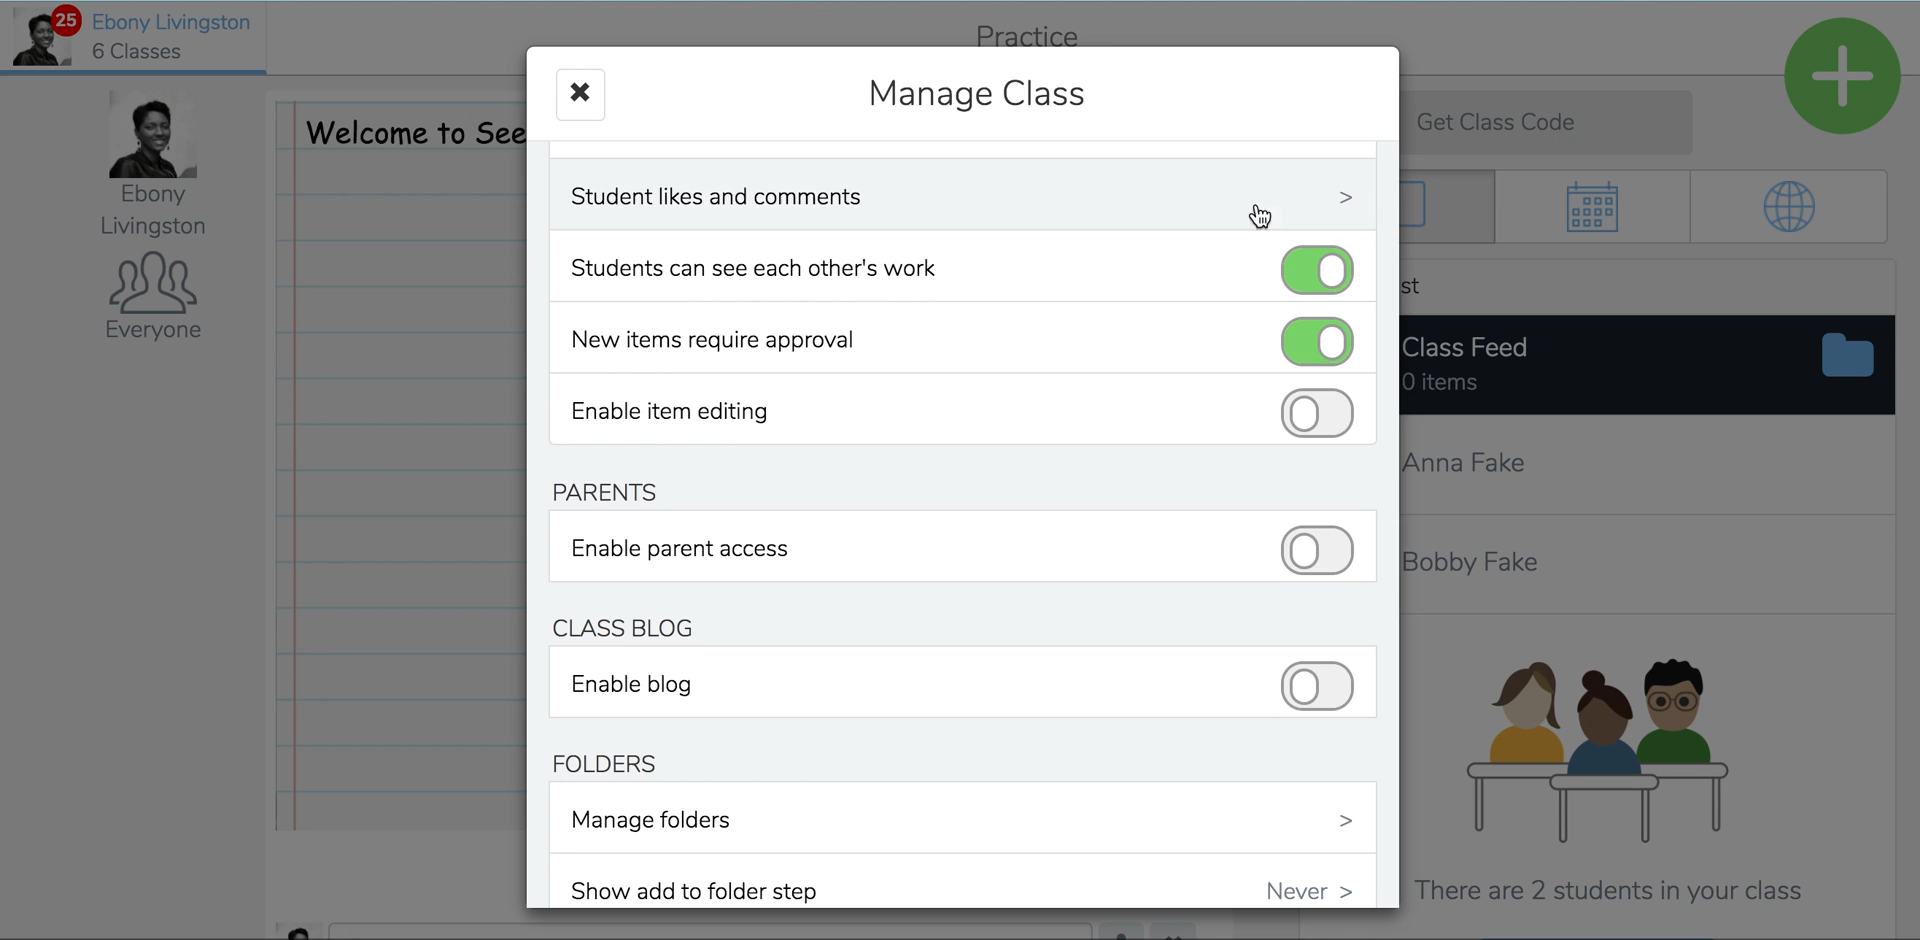 25
Ebony Livingston
6 Classes
Practice
Ebony
Livingston
Everyone
Welcome to See
Manage Class
Student likes and comments >
Students can see each other's work
New items require approval
Enable item editing
PARENTS
Enable parent access
CLASS BLOG
Enable blog
FOLDERS
Manage folders >
Show add to folder step Never >
Get Class Code
st
Class Feed
0 items
Anna Fake
Bobby Fake
There are 2 students in your class